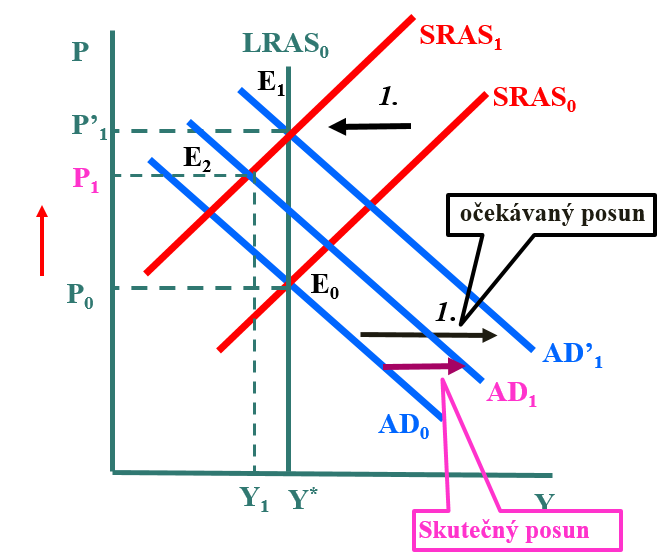 P
LRAS₀
SRAS₁
E₁
1.
SRAS₀
P’₁
E₂
P₁
očekávaný posun
P₀
E₀
1.
AD’₁
AD₁
AD₀
Y₁
Y*
Y
Skutečný posun